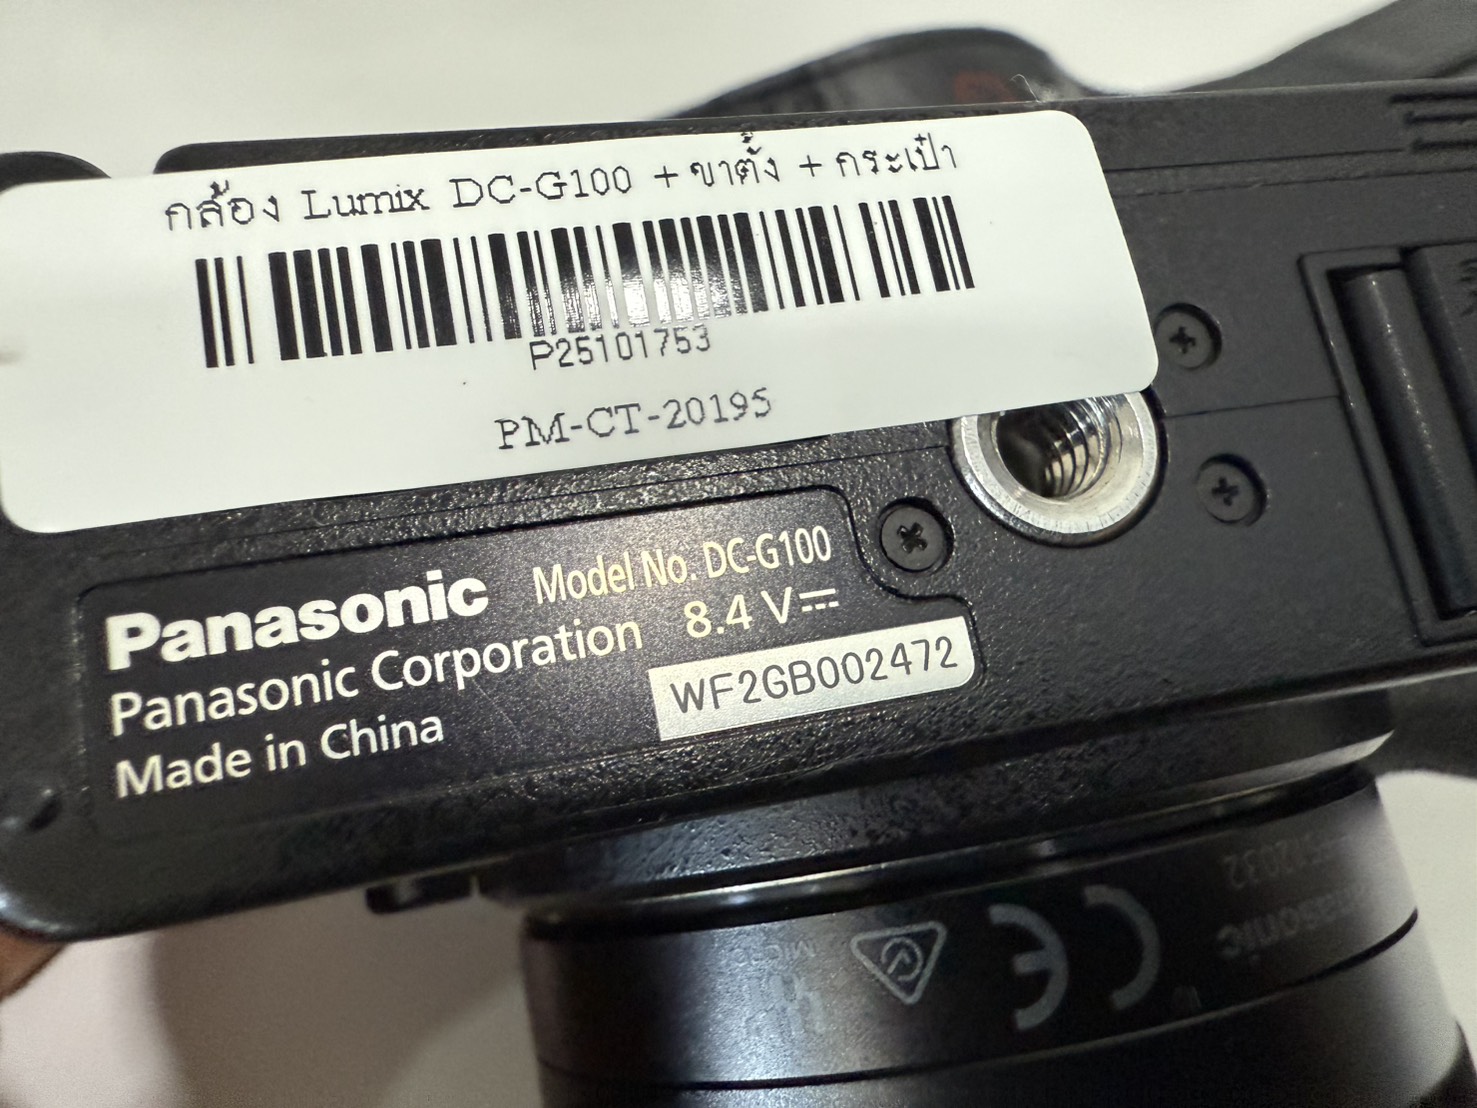 กล้อง Lumix DC-G100 + ขาตั้ง + กระเป๋า
P25101753
PM-CT-20195
Panasonic
Model No. DC-G100
Panasonic Corporation
8.4 V
Made in China
WF2GB002472